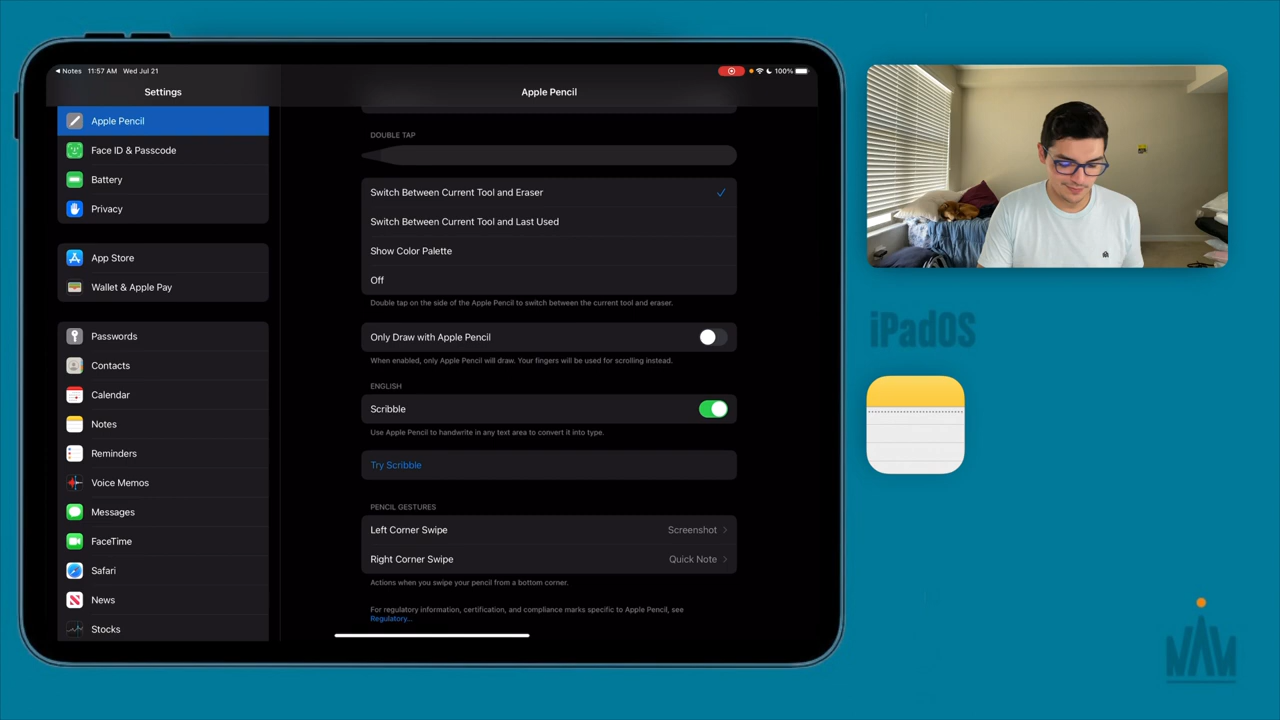 Notes 11:57 AM Wed Jul 21
100%
Settings
Apple Pencil
Face ID & Passcode
Battery
Privacy
App Store
Wallet & Apple Pay
Passwords
Contacts
Calendar
Notes
Reminders
Voice Memos
Messages
FaceTime
Safari
News
Stocks
Apple Pencil
DOUBLE TAP
Switch Between Current Tool and Eraser
Switch Between Current Tool and Last Used
Show Color Palette
Off
Double tap on the side of the Apple Pencil to switch between the current tool and eraser.
Only Draw with Apple Pencil
When enabled, only Apple Pencil will draw. Your fingers will be used for scrolling instead.
ENGLISH
Scribble
Use Apple Pencil to handwrite in any text area to convert it into type.
Try Scribble
PENCIL GESTURES
Left Corner Swipe Screenshot
Right Corner Swipe Quick Note
Actions when you swipe your pencil from a bottom corner.
For regulatory information, certification, and compliance marks specific to Apple Pencil, see
Regulatory...
iPadOS